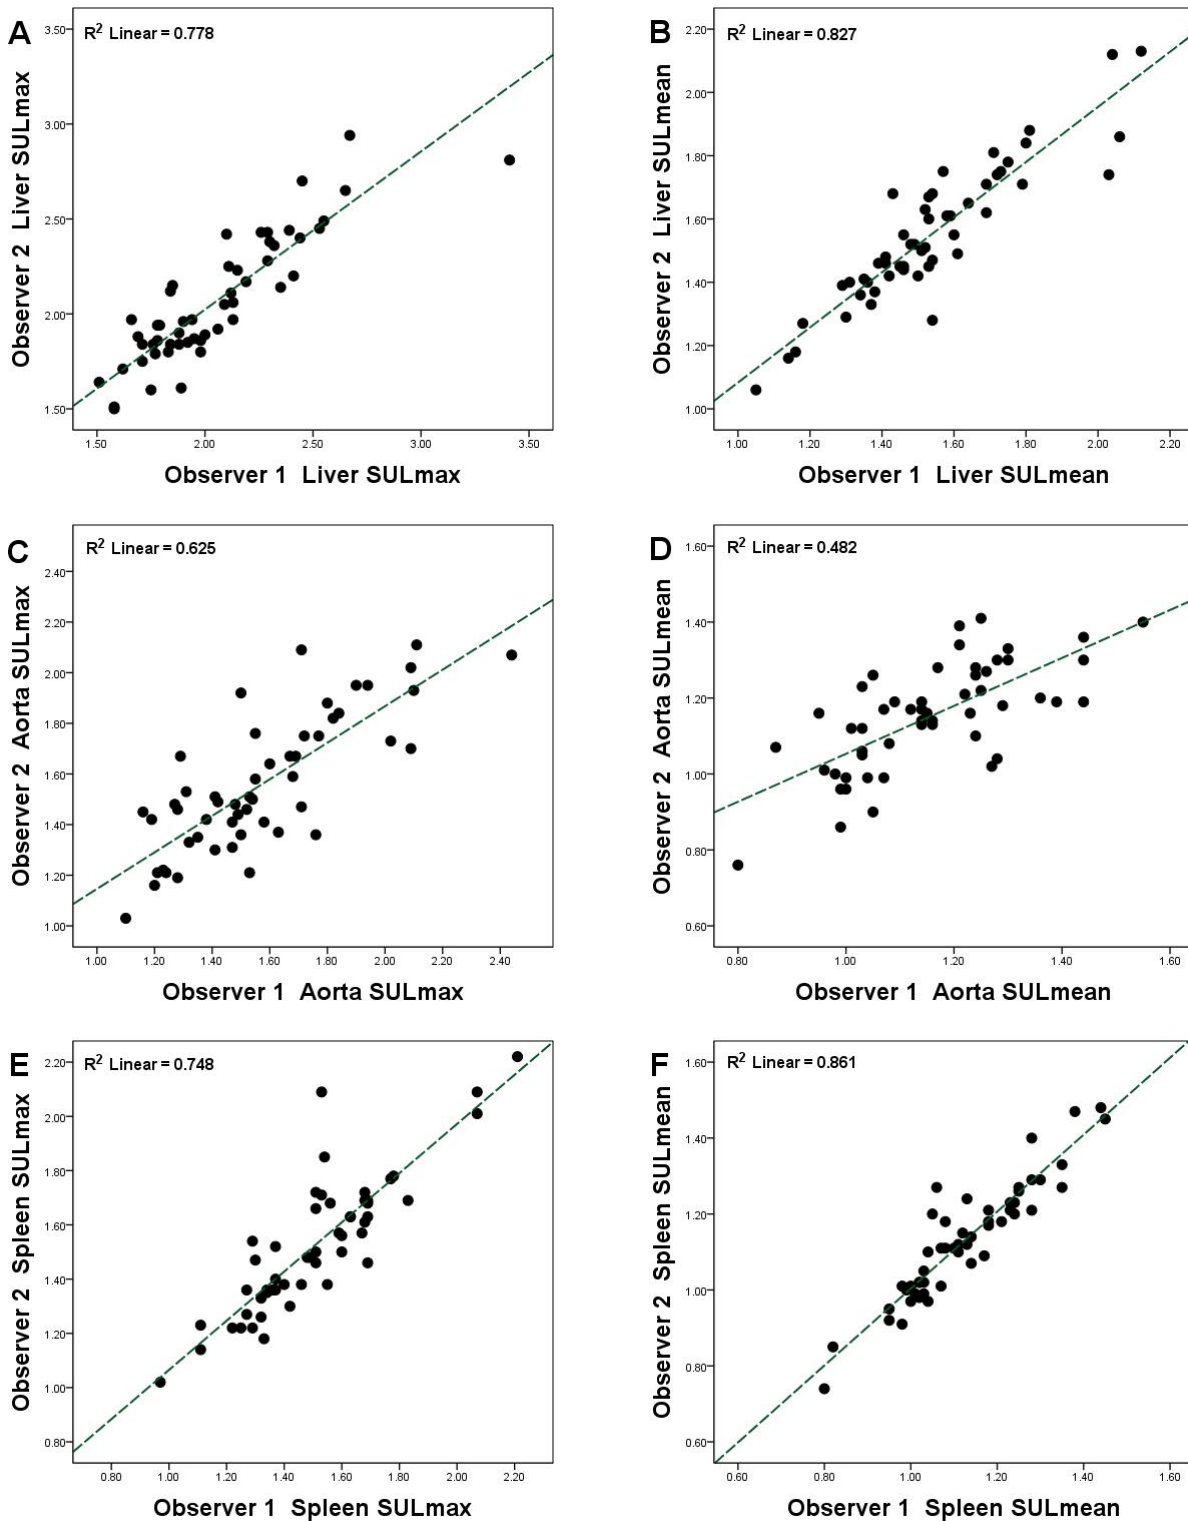 A
R² Linear = 0.778
Observer 2 Liver SULmax
3.50
3.00
2.50
2.00
1.50
1.50 2.00 2.50 3.00 3.50
Observer 1 Liver SULmax
B
R² Linear = 0.827
Observer 2 Liver SULmean
2.20
2.00
1.80
1.60
1.40
1.20
1.00
1.00 1.20 1.40 1.60 1.80 2.00 2.20
Observer 1 Liver SULmean
C
R² Linear = 0.625
Observer 2 Aorta SULmax
2.40
2.20
2.00
1.80
1.60
1.40
1.20
1.00
1.00 1.20 1.40 1.60 1.80 2.00 2.20 2.40
Observer 1 Aorta SULmax
D
R² Linear = 0.482
Observer 2 Aorta SULmean
1.60
1.40
1.20
1.00
0.80
0.60
0.80 1.00 1.20 1.40 1.60
Observer 1 Aorta SULmean
E
R² Linear = 0.748
Observer 2 Spleen SULmax
2.20
2.00
1.80
1.60
1.40
1.20
1.00
0.80
0.80 1.00 1.20 1.40 1.60 1.80 2.00 2.20
Observer 1 Spleen SULmax
F
R² Linear = 0.861
Observer 2 Spleen SULmean
1.60
1.40
1.20
1.00
0.80
0.60
0.60 0.80 1.00 1.20 1.40 1.60
Observer 1 Spleen SULmean